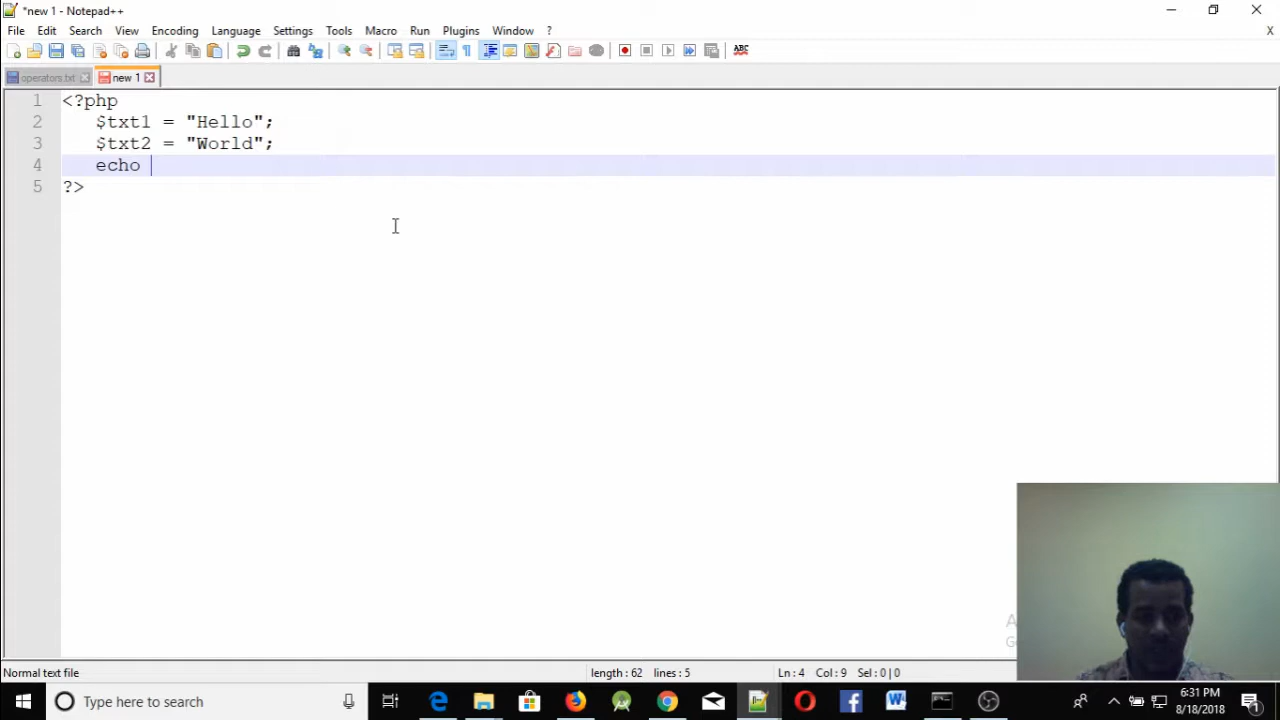 *new 1 - Notepad++
File Edit Search View Encoding Language Settings Tools Macro Run Plugins Window ? X
ABC
operators.txt new 1
1 <?php
2 $txt1 = "Hello";
3 $txt2 = "World";
4 echo
5 ?>
Normal text file length : 62 lines : 5 Ln : 4 Col : 9 Sel : 0 | 0
Type here to search
6:31 PM
8/18/2018
1